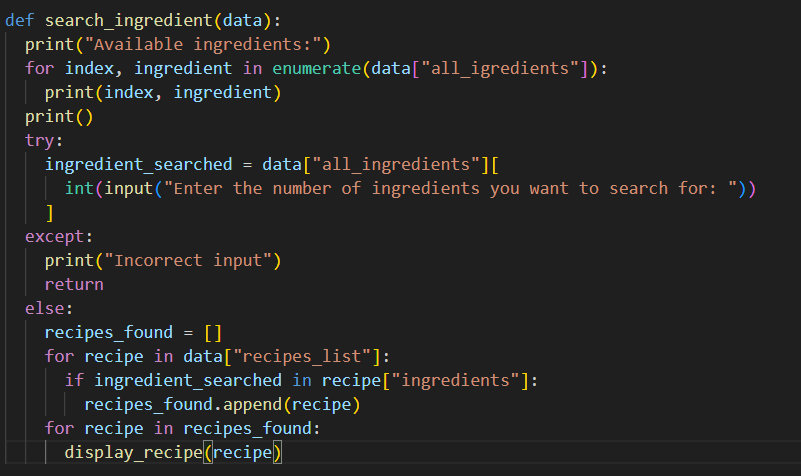 def search_ingredient(data):
  print("Available ingredients:")
  for index, ingredient in enumerate(data["all_igredients"]):
    print(index, ingredient)
  print()
  try:
    ingredient_searched = data["all_ingredients"][
      int(input("Enter the number of ingredients you want to search for: "))
    ]
  except:
    print("Incorrect input")
    return
  else:
    recipes_found = []
    for recipe in data["recipes_list"]:
      if ingredient_searched in recipe["ingredients"]:
        recipes_found.append(recipe)
    for recipe in recipes_found:
      display_recipe(recipe)